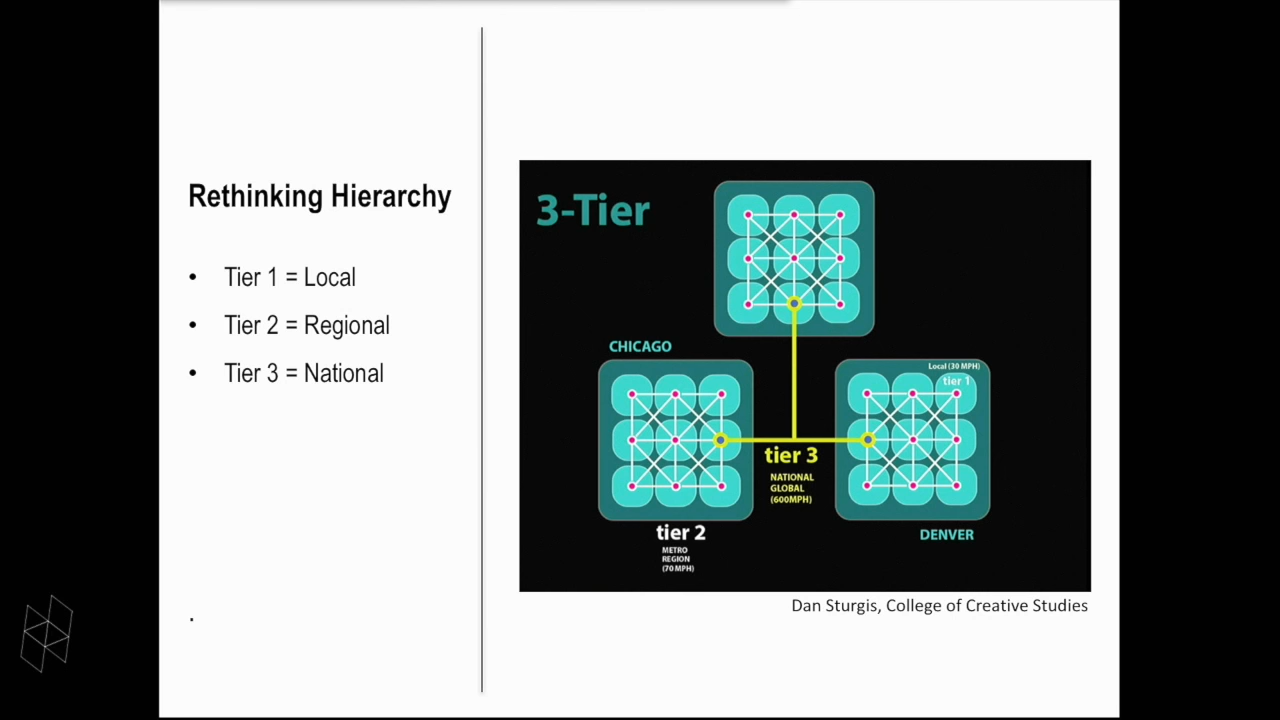 Rethinking Hierarchy
• Tier 1 = Local
• Tier 2 = Regional
• Tier 3 = National
.
3-Tier
CHICAGO
Local (30 MPH)
tier 1
tier 3
NATIONAL
GLOBAL
(600MPH)
tier 2
METRO
REGION
(70 MPH)
DENVER
Dan Sturgis, College of Creative Studies